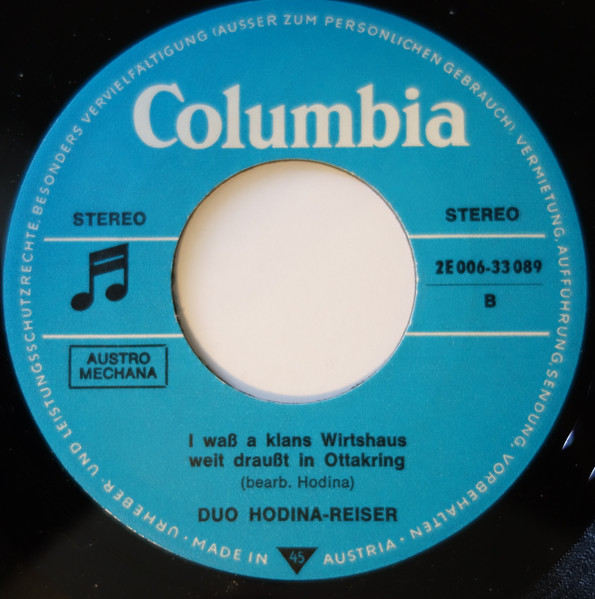 Columbia
STEREO
STEREO
2E 006-33 089
B
AUSTRO
MECHANA
I waß a klans Wirtshaus
weit draußt in Ottakring
(bearb. Hodina)
DUO HODINA-REISER
URHEBER- UND LEISTUNGSSCHUTZRECHTE, BESONDERS VERVIELFÄLTIGUNG (AUSSER ZUM PERSÖNLICHEN GEBRAUCH), VERMIETUNG, AUFFÜHRUNG, SENDUNG, VORBEHALTEN
· MADE IN 45 AUSTRIA ·